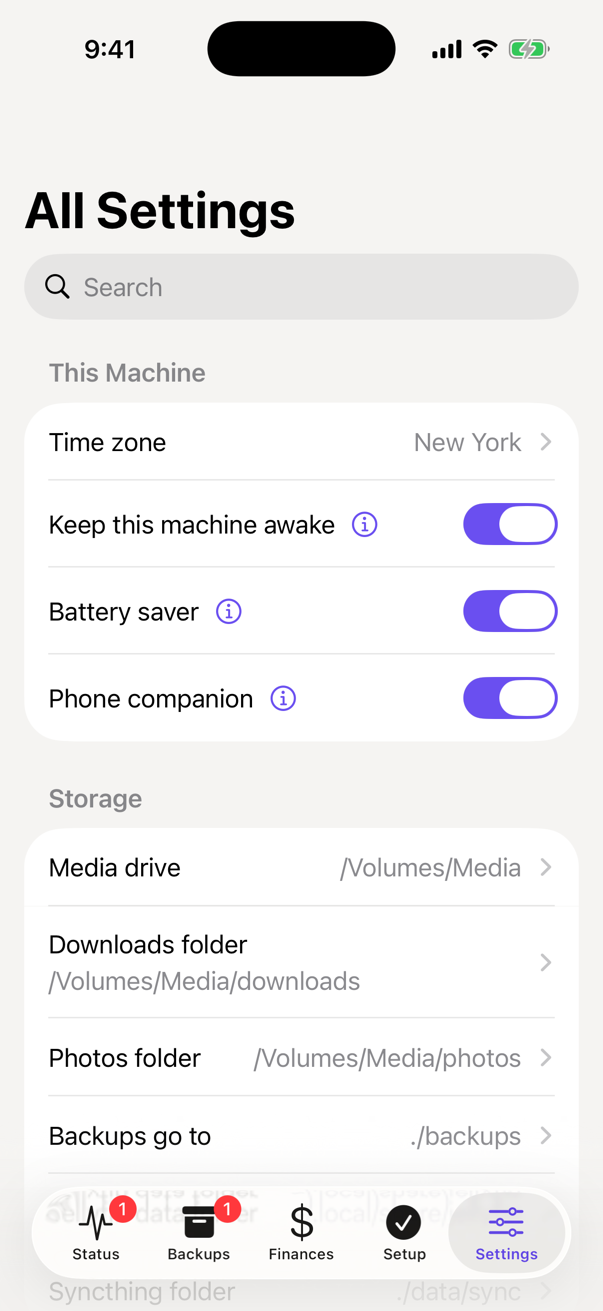 9:41
All Settings
Search
This Machine
Time zone New York
Keep this machine awake
Battery saver
Phone companion
Storage
Media drive /Volumes/Media
Downloads folder
/Volumes/Media/downloads
Photos folder /Volumes/Media/photos
Backups go to ./backups
1 1
Status Backups Finances Setup Settings
Syncthing folder ./data/sync